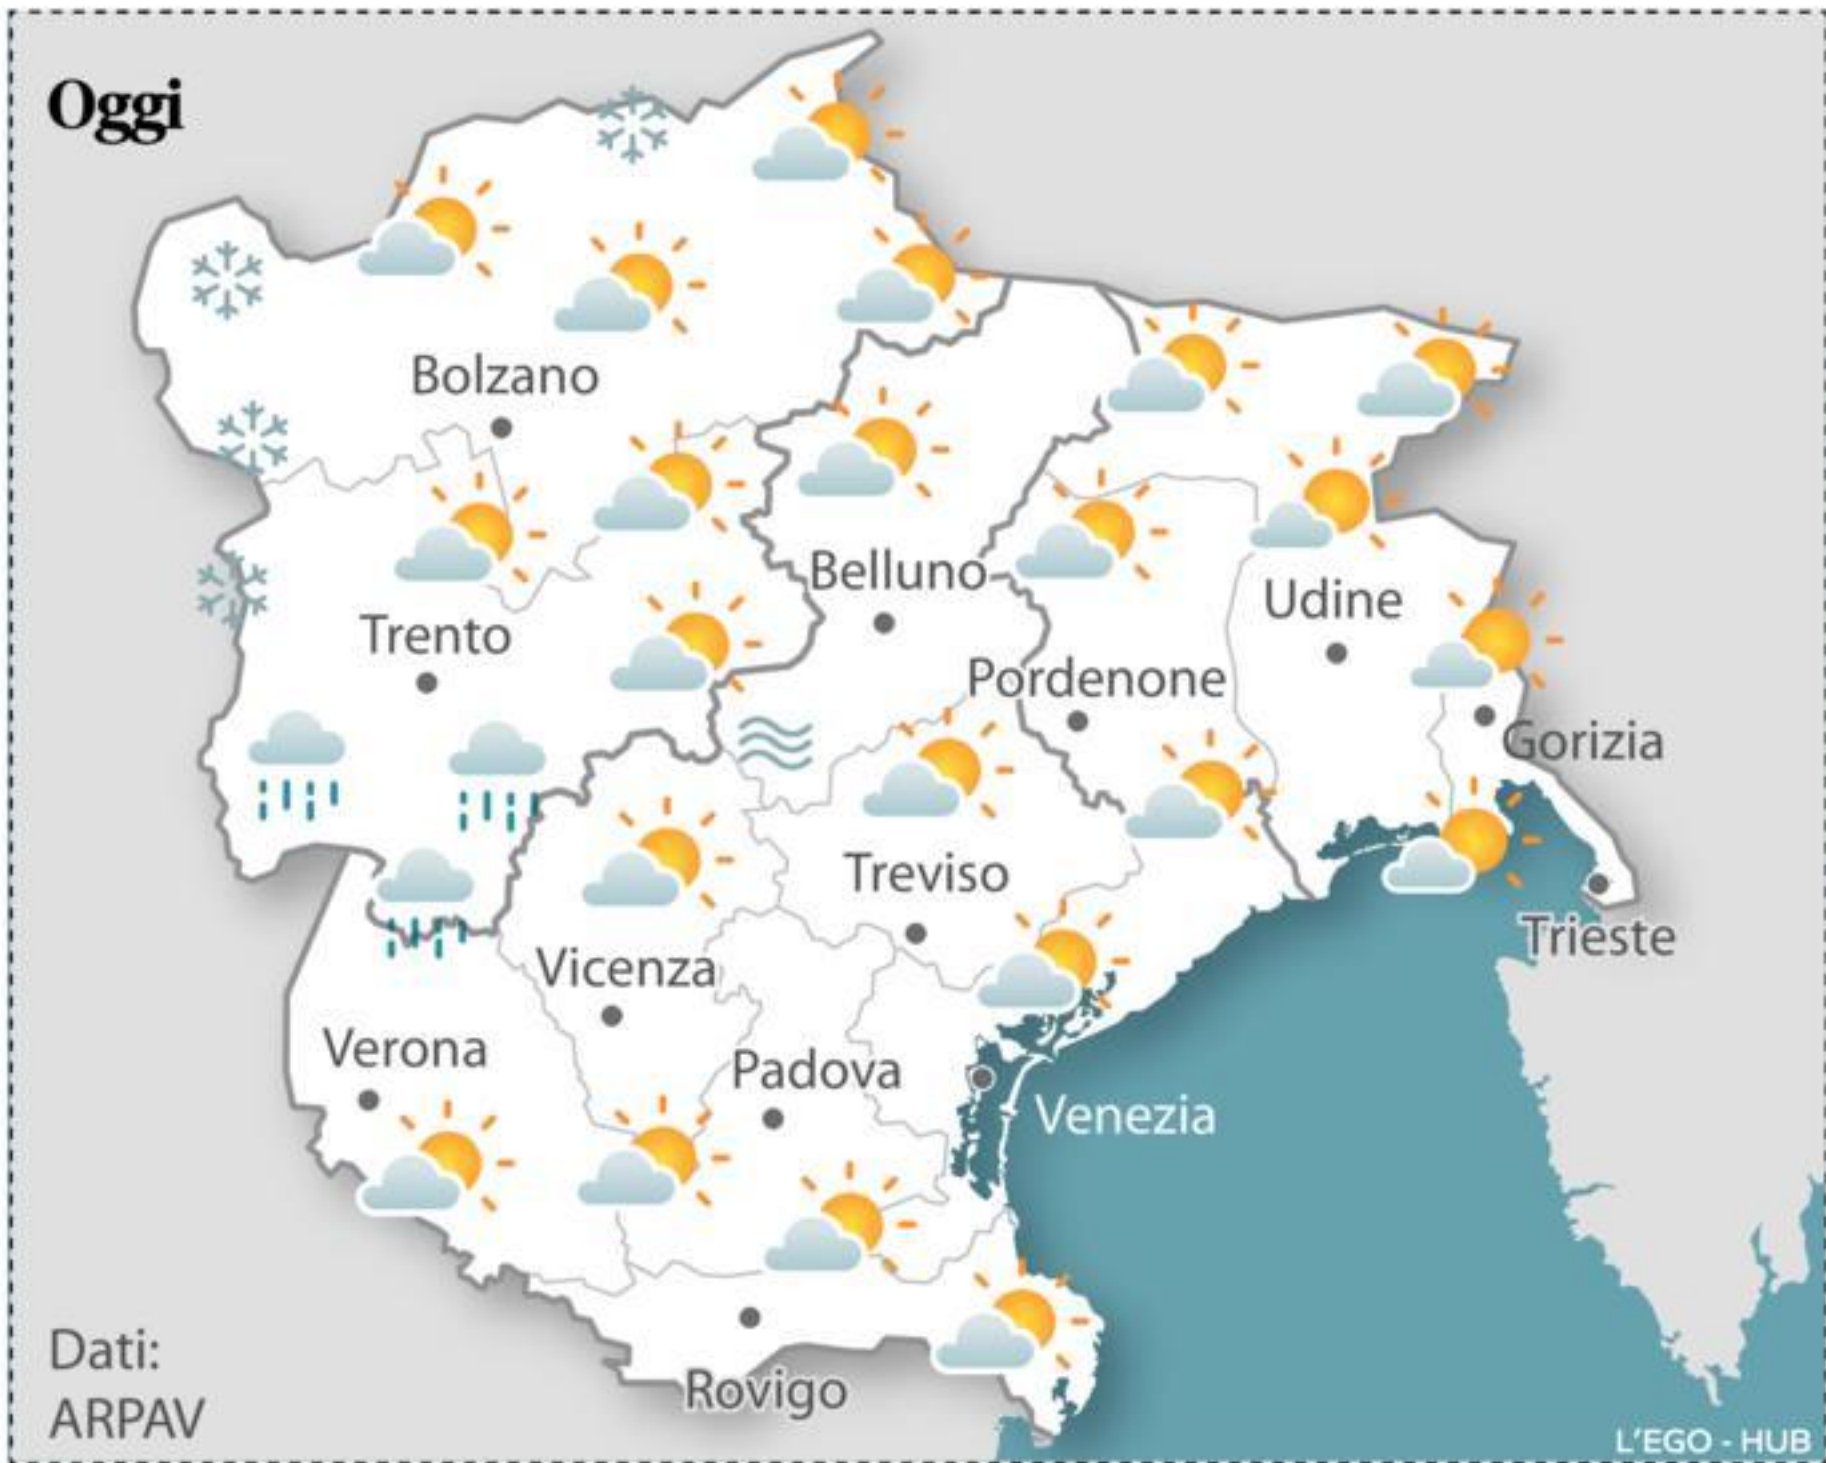 Oggi
Bolzano
Belluno
Udine
Trento
Pordenone
Gorizia
Treviso
Trieste
Vicenza
Verona
Padova
Venezia
Dati:
ARPAV
Rovigo
L'EGO - HUB